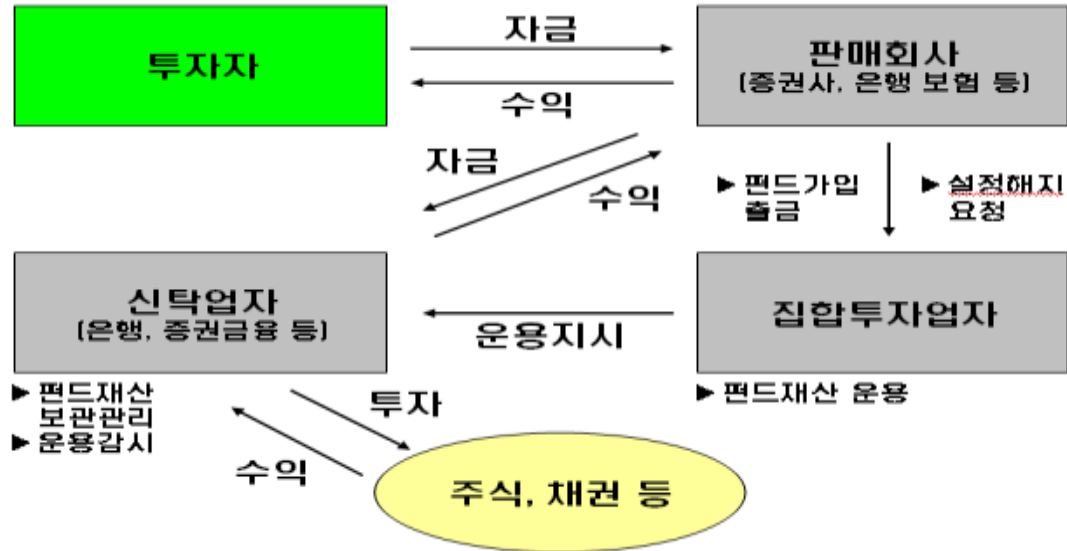 투자자
자금
수익
판매회사
(증권사, 은행 보험 등)
자금
수익
▶ 펀드가입
출금
▶ 설정해지
요청
신탁업자
(은행, 증권금융 등)
운용지시
집합투자업자
▶ 펀드재산
보관관리
▶ 운용감시
▶ 펀드재산 운용
투자
수익
주식, 채권 등